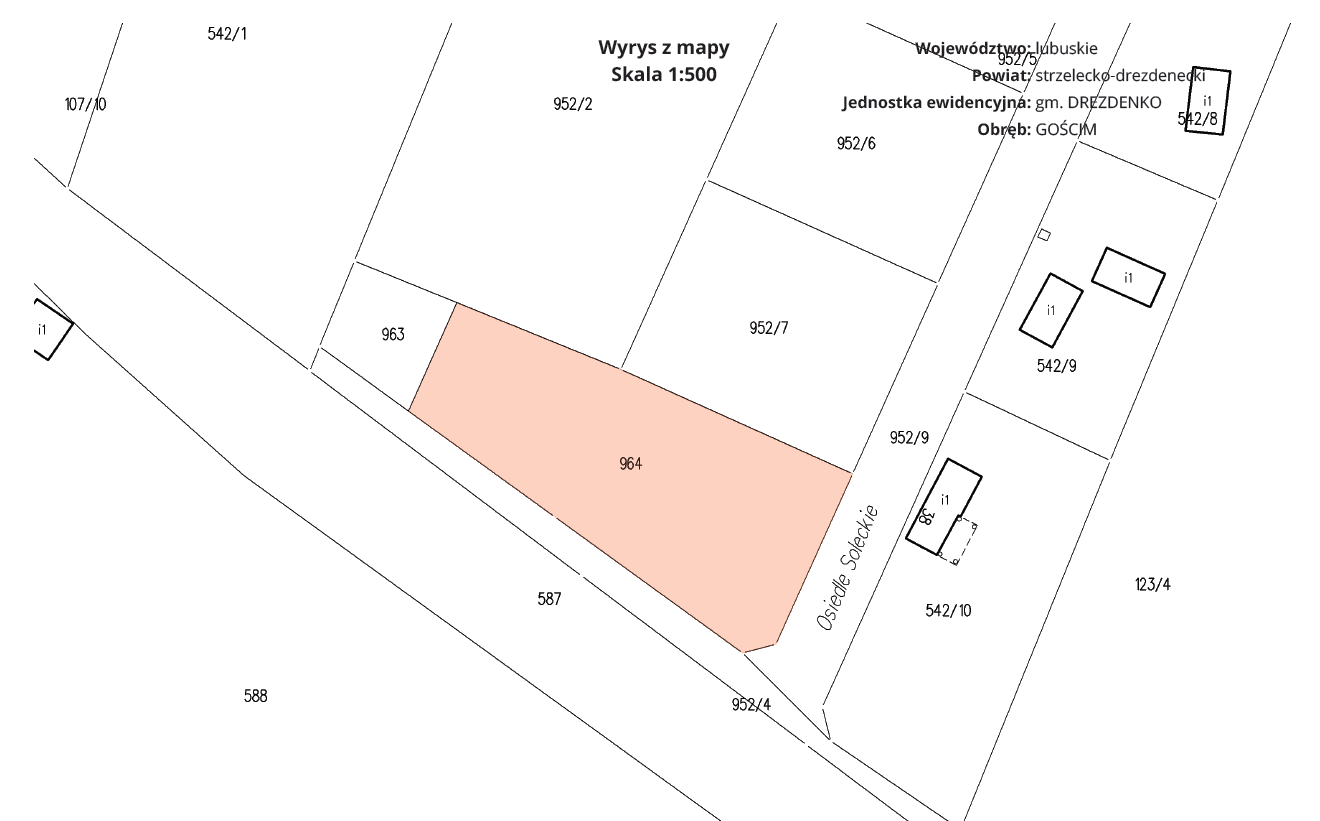 542/1
Wyrys z mapy
Skala 1:500
Województwo: lubuskie
952/5
Powiat: strzelecko-drezdenecki
107/10
952/2
Jednostka ewidencyjna: gm. DREZDENKO
i1
542/8
Obręb: GOŚCIM
952/6
i1
i1
i1
963
952/7
542/9
952/9
964
i1
38
Osiedle Soleckie
123/4
587
542/10
588
952/4